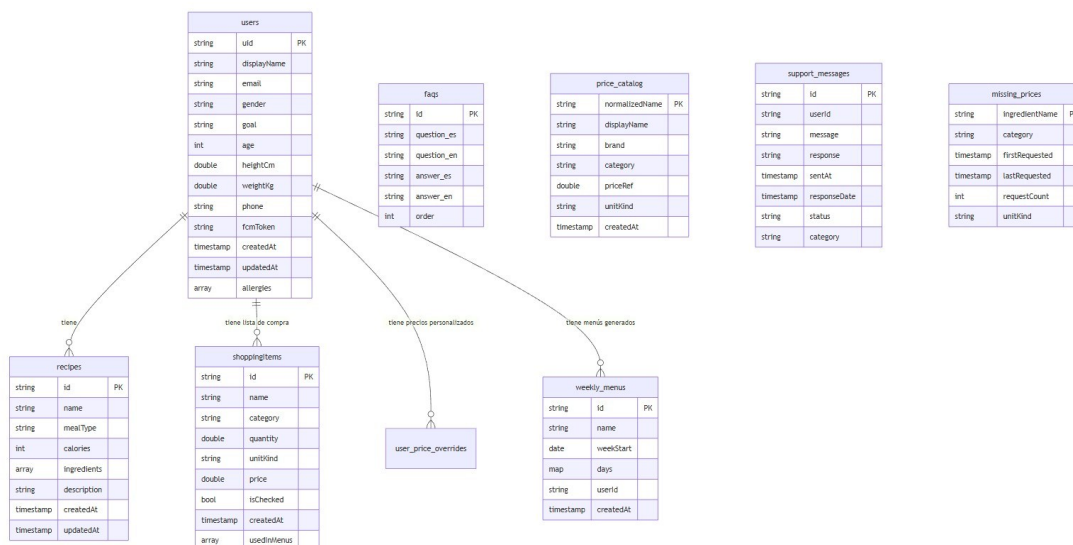 users
string uid PK
string displayName
string email
string gender
string goal
int age
double heightCm
double weightKg
string phone
string fcmToken
timestamp createdAt
timestamp updatedAt
array allergies
faqs
string id PK
string question_es
string question_en
string answer_es
string answer_en
int order
price_catalog
string normalizedName PK
string displayName
string brand
string category
double priceRef
string unitKind
timestamp createdAt
support_messages
string id PK
string userId
string message
string response
timestamp sentAt
timestamp responseDate
string status
string category
missing_prices
string ingredientName
string category
timestamp firstRequested
timestamp lastRequested
int requestCount
string unitKind
tiene
tiene lista de compra
tiene precios personalizados
tiene menús generados
recipes
string id PK
string name
string mealType
int calories
array ingredients
string description
timestamp createdAt
timestamp updatedAt
shoppingItems
string id PK
string name
string category
double quantity
string unitKind
double price
bool isChecked
timestamp createdAt
array usedInMenus
user_price_overrides
weekly_menus
string id PK
string name
date weekStart
map days
string userId
timestamp createdAt